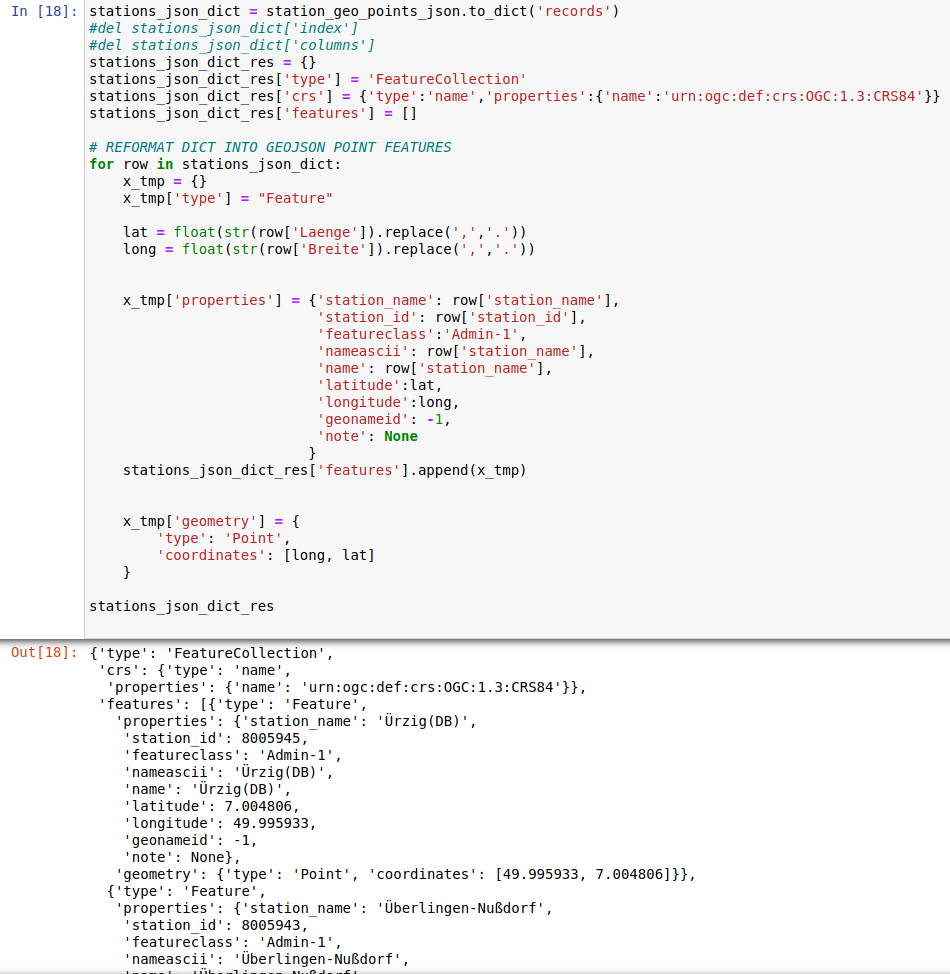 In [18]: stations_json_dict = station_geo_points_json.to_dict('records')
#del stations_json_dict['index']
#del stations_json_dict['columns']
stations_json_dict_res = {}
stations_json_dict_res['type'] = 'FeatureCollection'
stations_json_dict_res['crs'] = {'type':'name','properties':{'name':'urn:ogc:def:crs:OGC:1.3:CRS84'}}
stations_json_dict_res['features'] = []
# REFORMAT DICT INTO GEOJSON POINT FEATURES
for row in stations_json_dict:
    x_tmp = {}
    x_tmp['type'] = "Feature"
    lat = float(str(row['Laenge']).replace(',','.'))
    long = float(str(row['Breite']).replace(',','.'))
    x_tmp['properties'] = {'station_name': row['station_name'],
                           'station_id': row['station_id'],
                           'featureclass':'Admin-1',
                           'nameascii': row['station_name'],
                           'name': row['station_name'],
                           'latitude':lat,
                           'longitude':long,
                           'geonameid': -1,
                           'note': None
                          }
    stations_json_dict_res['features'].append(x_tmp)
    x_tmp['geometry'] = {
        'type': 'Point',
        'coordinates': [long, lat]
    }
stations_json_dict_res
Out[18]: {'type': 'FeatureCollection',
 'crs': {'type': 'name',
  'properties': {'name': 'urn:ogc:def:crs:OGC:1.3:CRS84'}},
 'features': [{'type': 'Feature',
   'properties': {'station_name': 'Ürzig(DB)',
    'station_id': 8005945,
    'featureclass': 'Admin-1',
    'nameascii': 'Ürzig(DB)',
    'name': 'Ürzig(DB)',
    'latitude': 7.004806,
    'longitude': 49.995933,
    'geonameid': -1,
    'note': None},
   'geometry': {'type': 'Point', 'coordinates': [49.995933, 7.004806]}},
  {'type': 'Feature',
   'properties': {'station_name': 'Überlingen-Nußdorf',
    'station_id': 8005943,
    'featureclass': 'Admin-1',
    'nameascii': 'Überlingen-Nußdorf',
    'name': 'Überlingen-Nußdorf'